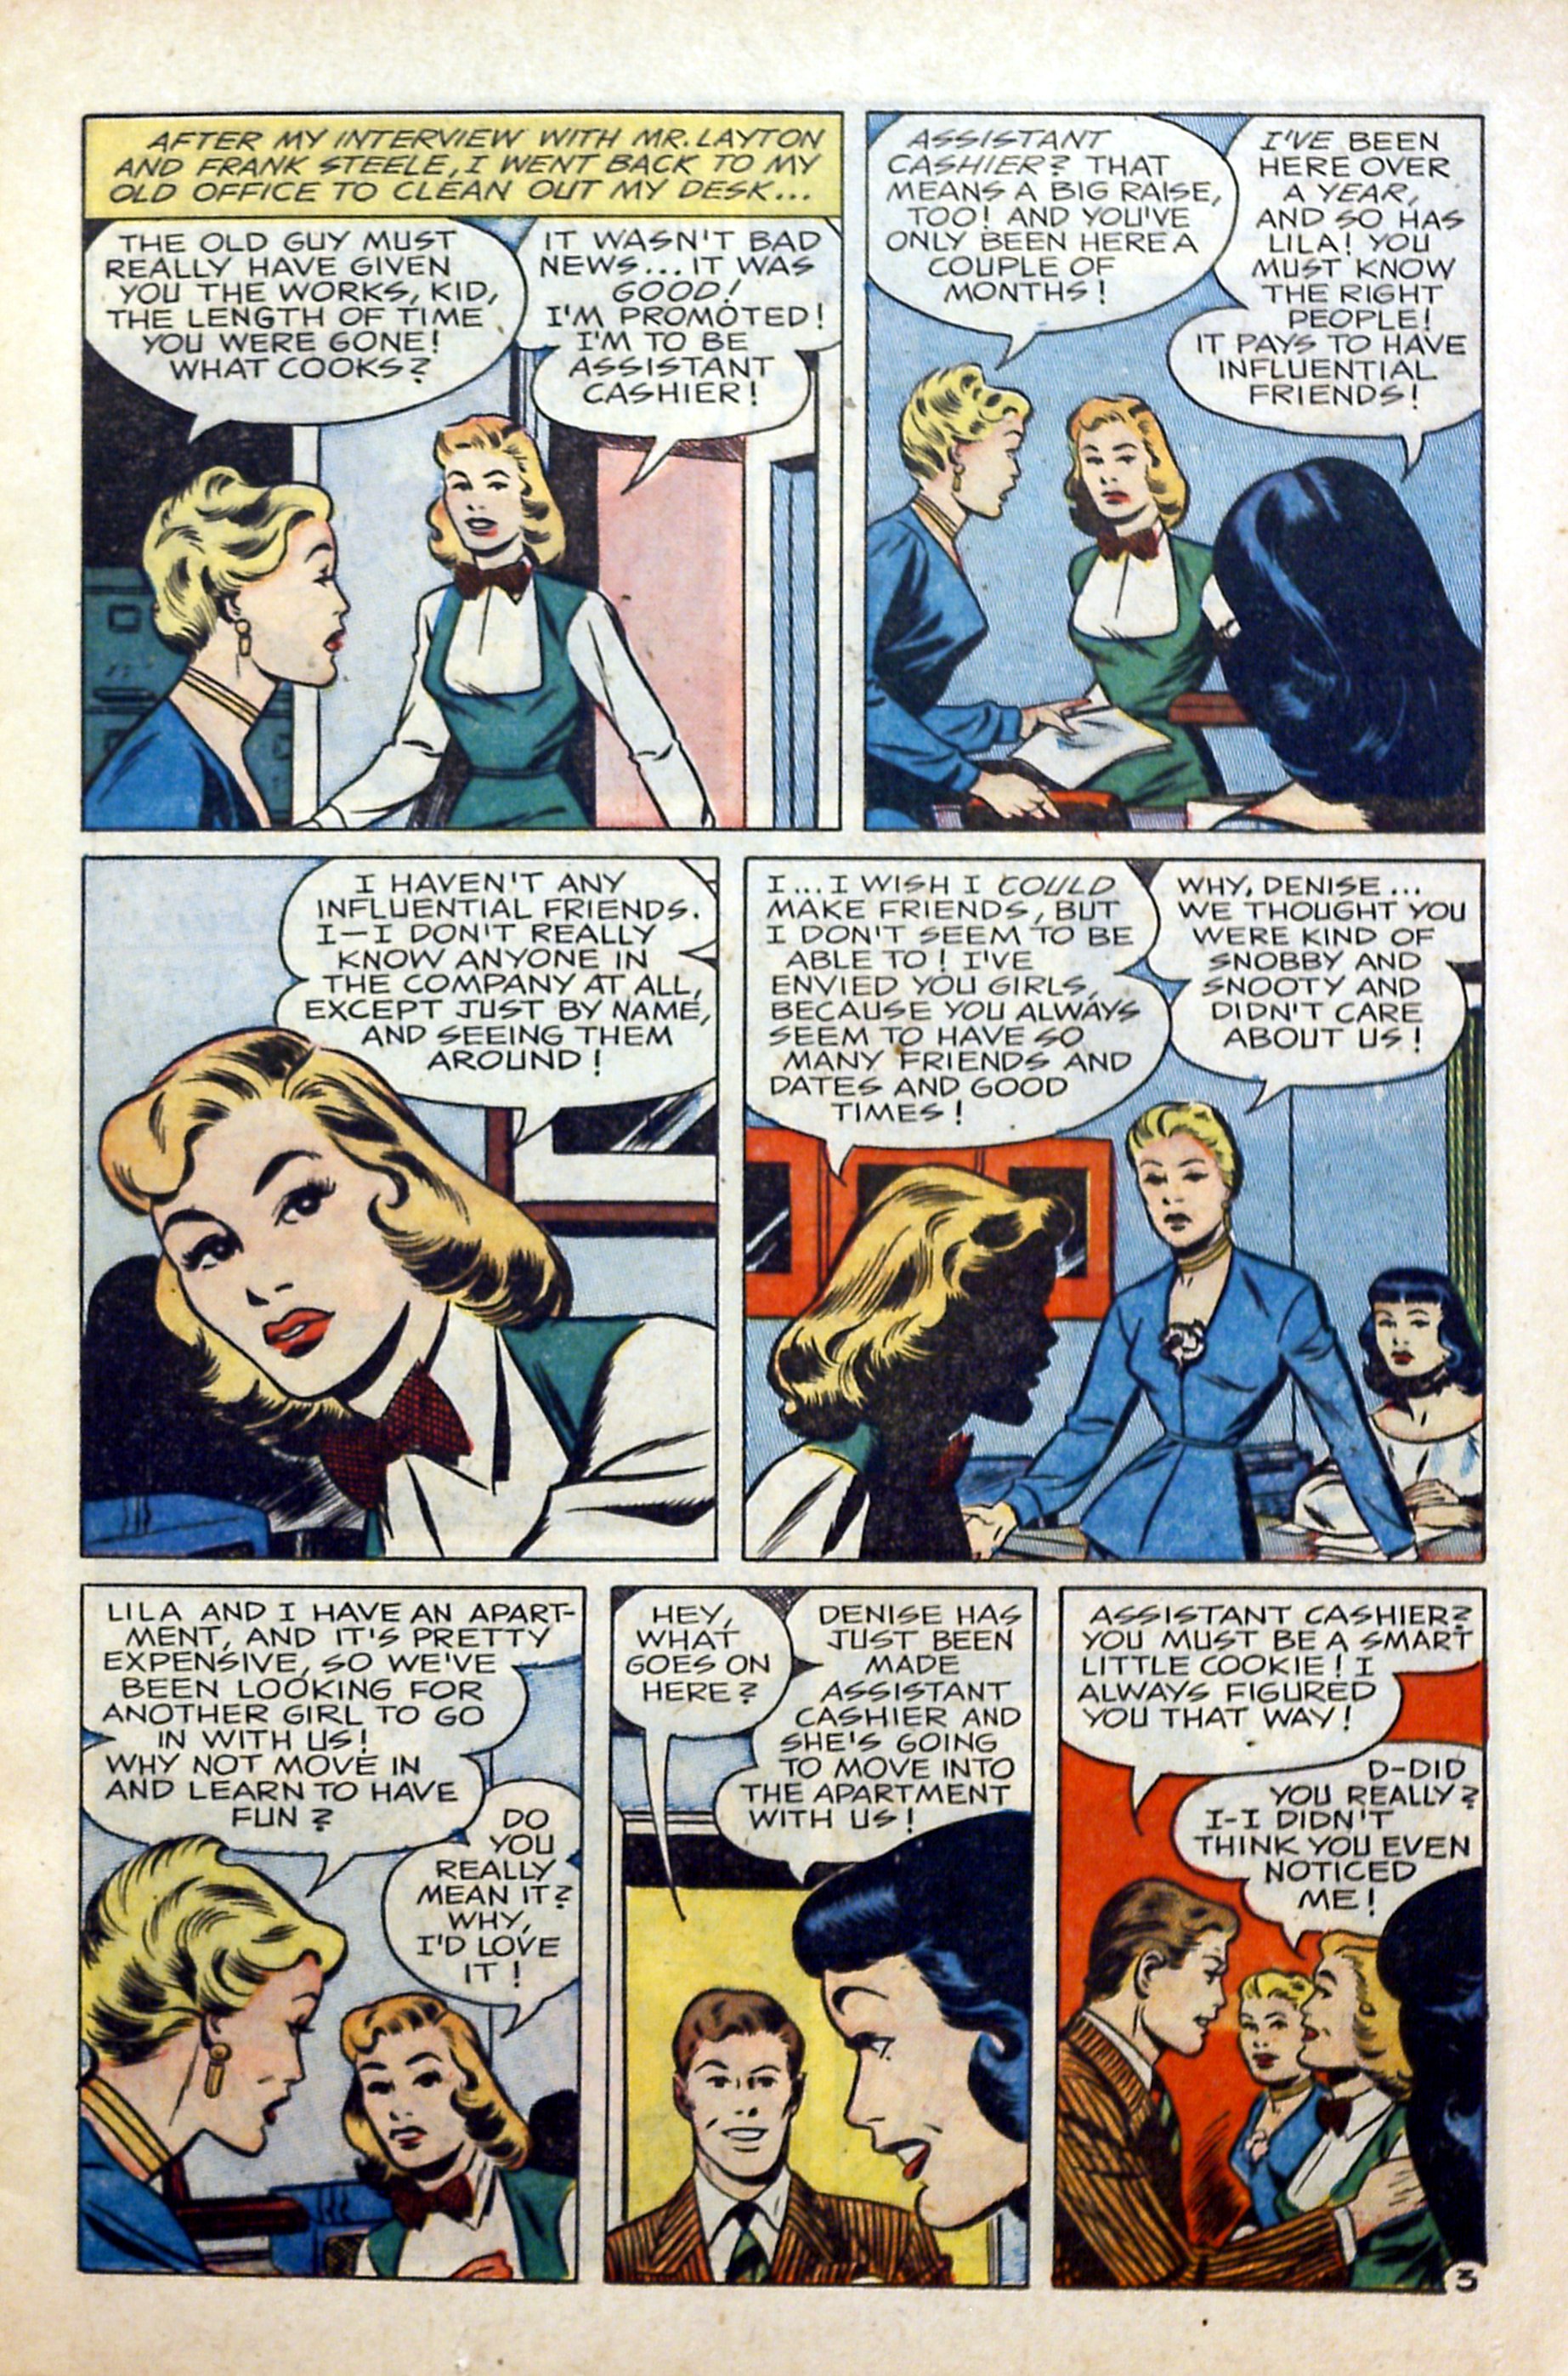 AFTER MY INTERVIEW WITH MR. LAYTON
AND FRANK STEELE, I WENT BACK TO MY
OLD OFFICE TO CLEAN OUT MY DESK...
THE OLD GUY MUST
REALLY HAVE GIVEN
YOU THE WORKS, KID,
THE LENGTH OF TIME
YOU WERE GONE!
WHAT COOKS?
IT WASN'T BAD
NEWS... IT WAS
GOOD!
I'M PROMOTED!
I'M TO BE
ASSISTANT
CASHIER!
ASSISTANT
CASHIER? THAT
MEANS A BIG RAISE,
TOO! AND YOU'VE
ONLY BEEN HERE A
COUPLE OF
MONTHS!
I'VE BEEN
HERE OVER
A YEAR,
AND SO HAS
LILA! YOU
MUST KNOW
THE RIGHT
PEOPLE!
IT PAYS TO HAVE
INFLUENTIAL
FRIENDS!
I HAVEN'T ANY
INFLUENTIAL FRIENDS.
I—I DON'T REALLY
KNOW ANYONE IN
THE COMPANY AT ALL,
EXCEPT JUST BY NAME,
AND SEEING THEM
AROUND!
I... I WISH I COULD
MAKE FRIENDS, BUT
I DON'T SEEM TO BE
ABLE TO! I'VE
ENVIED YOU GIRLS,
BECAUSE YOU ALWAYS
SEEM TO HAVE SO
MANY FRIENDS AND
DATES AND GOOD
TIMES!
WHY, DENISE...
WE THOUGHT YOU
WERE KIND OF
SNOBBY AND
SNOOTY AND
DIDN'T CARE
ABOUT US!
LILA AND I HAVE AN APART-
MENT, AND IT'S PRETTY
EXPENSIVE, SO WE'VE
BEEN LOOKING FOR
ANOTHER GIRL TO GO
IN WITH US!
WHY NOT MOVE IN
AND LEARN TO HAVE
FUN?
DO
YOU
REALLY
MEAN IT?
WHY,
I'D LOVE
IT!
HEY,
WHAT
GOES ON
HERE?
DENISE HAS
JUST BEEN
MADE
ASSISTANT
CASHIER AND
SHE'S GOING
TO MOVE INTO
THE APARTMENT
WITH US!
ASSISTANT CASHIER?
YOU MUST BE A SMART
LITTLE COOKIE! I
ALWAYS FIGURED
YOU THAT WAY!
D-DID
YOU REALLY?
I-I DIDN'T
THINK YOU EVEN
NOTICED
ME!
3